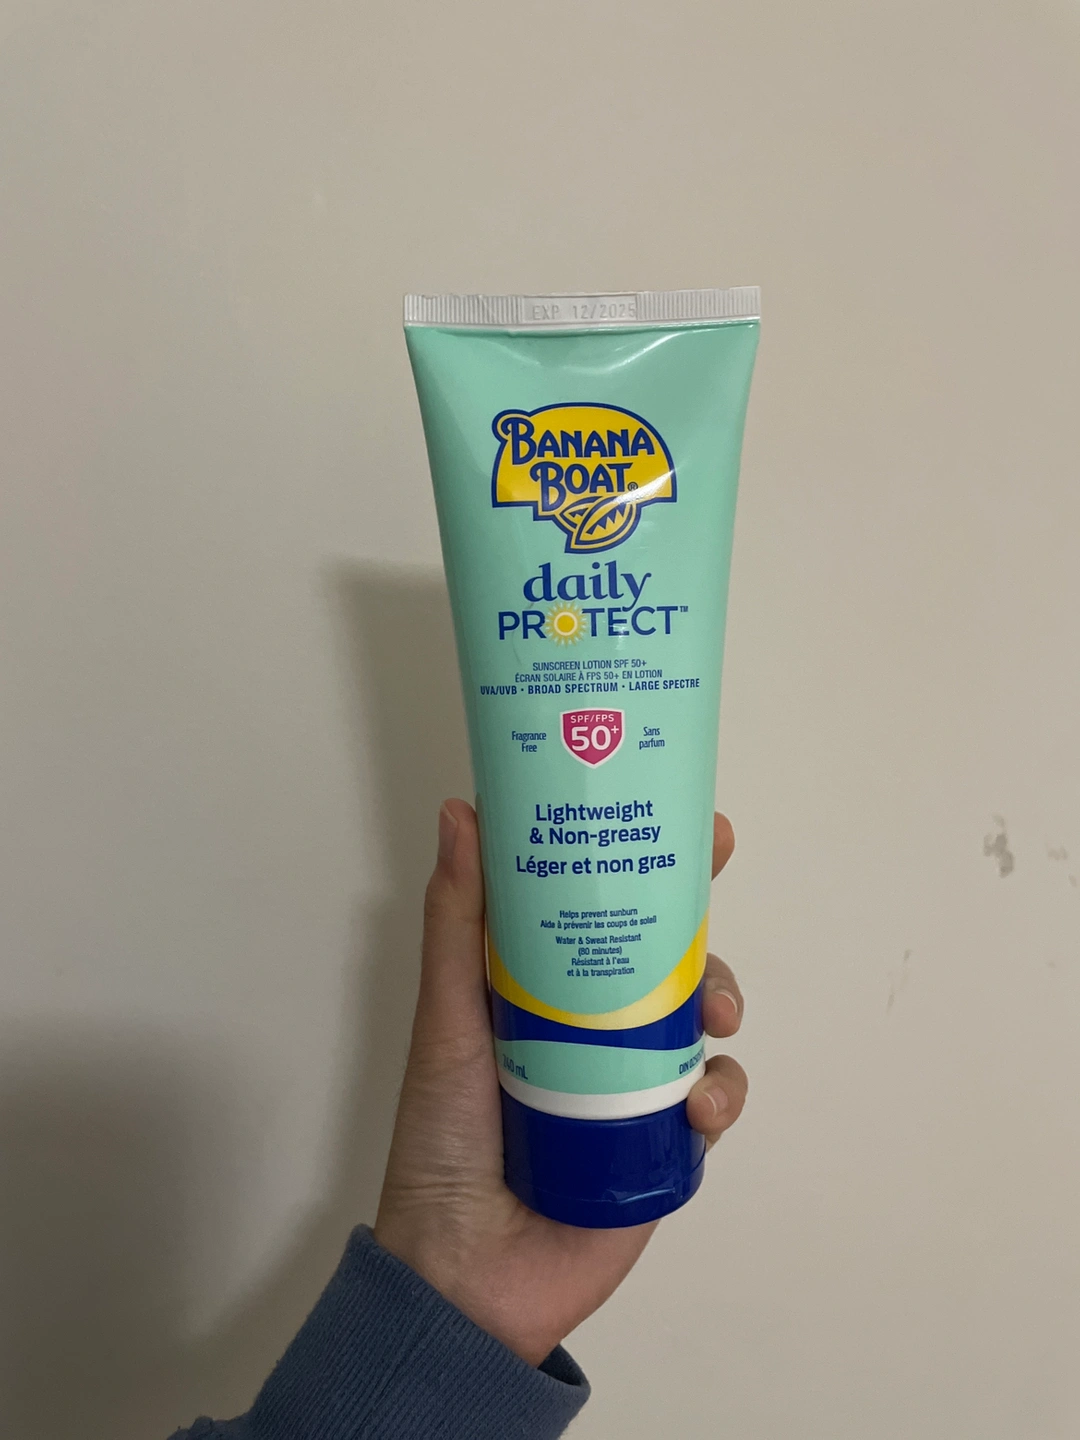 EXP 12/2025
BANANA
BOAT®
daily
PROTECT™
SUNSCREEN LOTION SPF 50+
ÉCRAN SOLAIRE À FPS 50+ EN LOTION
UVA/UVB • BROAD SPECTRUM • LARGE SPECTRE
Fragrance
Free
SPF/FPS
50+
Sans
parfum
Lightweight
& Non-greasy
Léger et non gras
Helps prevent sunburn
Aide à prévenir les coups de soleil
Water & Sweat Resistant
(80 minutes)
Résistant à l'eau
et à la transpiration
240 mL
DIN